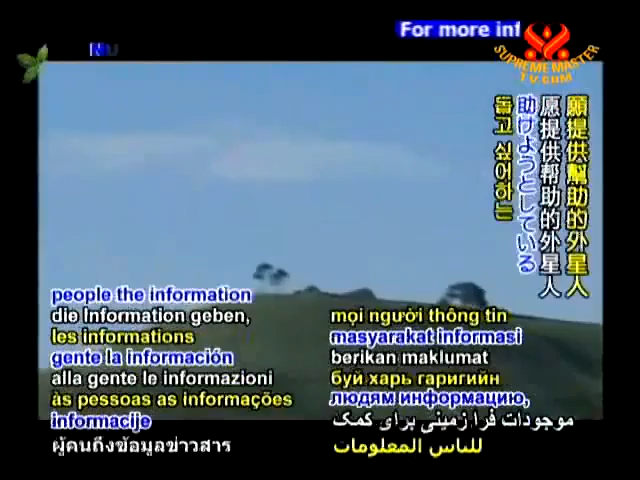 For more inf
N
SUPREME MASTER
TV.COM
願提供幫助的外星人
愿提供帮助的外星人
助けようとしている
돕고 싶어하는
people the information
die Information geben,
les informations
gente la información
alla gente le informazioni
às pessoas as informações
informacije
ผู้คนถึงข้อมูลข่าวสาร
mọi người thông tin
masyarakat informasi
berikan maklumat
буй харь гаригийн
людям информацию,
موجودات فرا زمینی برای کمک
للناس المعلومات